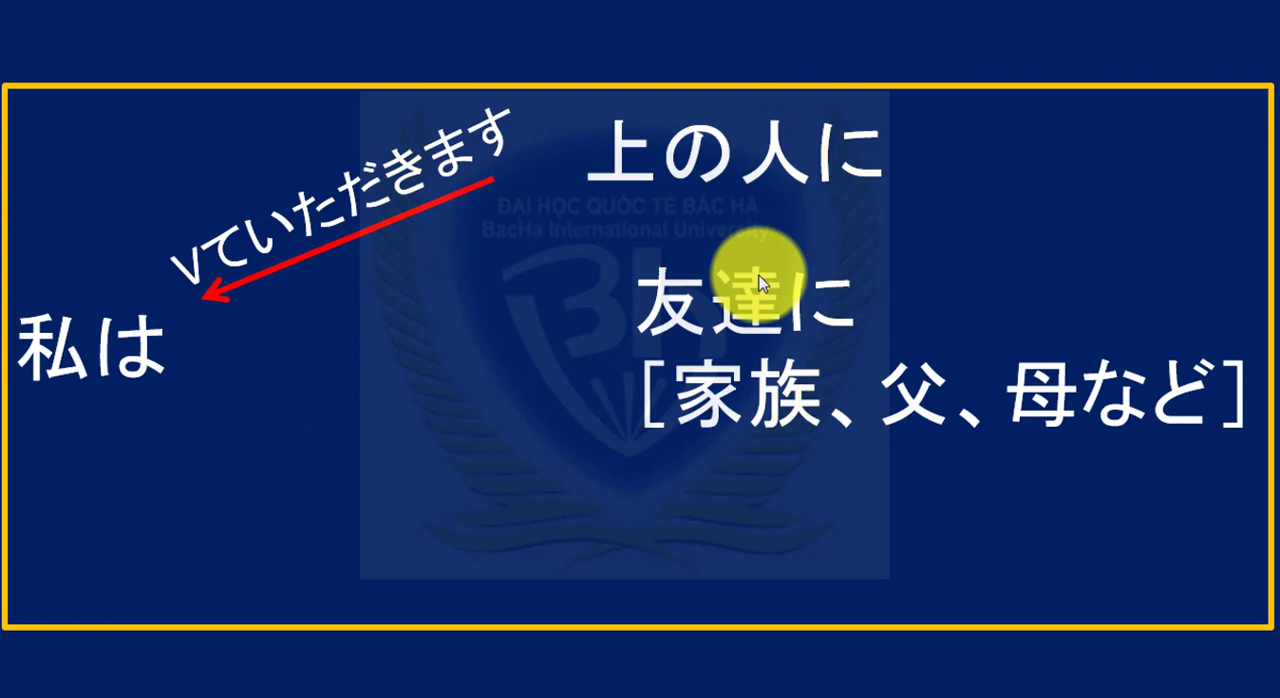 上の人に
Vていただきます
ĐẠI HỌC QUỐC TẾ BẮC HÀ
BacHa International University
友達に
私は
[家族、父、母など]